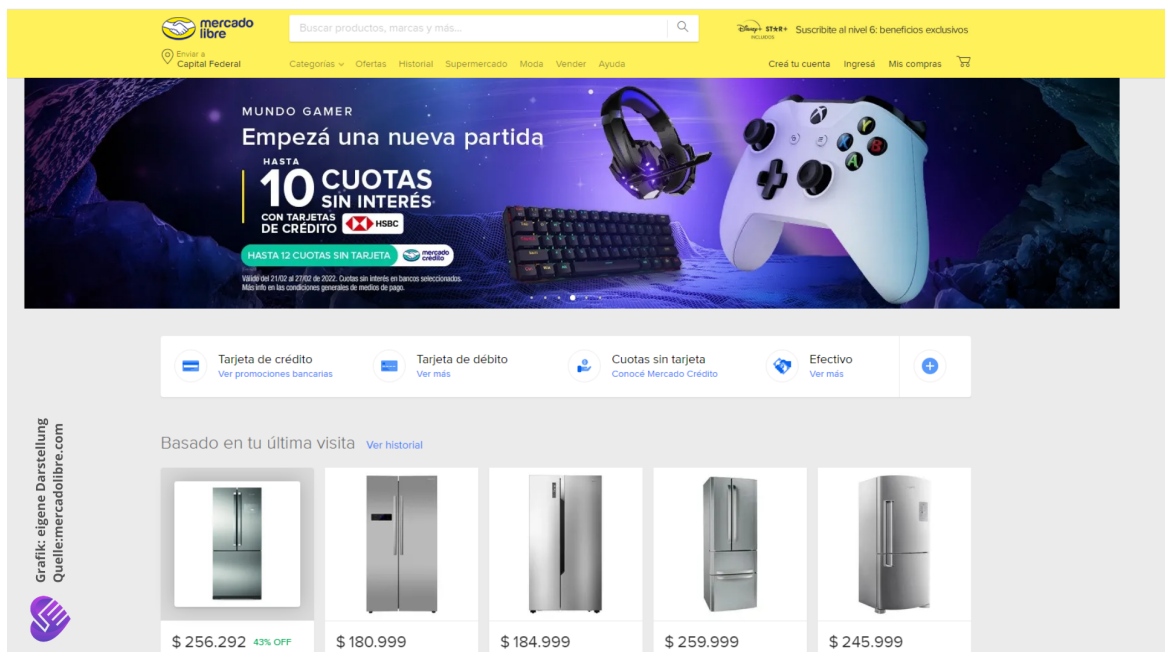 mercado
libre
Buscar productos, marcas y más...
Disney+ ST★R+
INCLUIDOS
Suscribite al nivel 6: beneficios exclusivos
Enviar a
Capital Federal
Categorías
Ofertas
Historial
Supermercado
Moda
Vender
Ayuda
Creá tu cuenta
Ingresá
Mis compras
MUNDO GAMER
Empezá una nueva partida
HASTA
10 CUOTAS
SIN INTERÉS
CON TARJETAS
DE CRÉDITO
HSBC
HASTA 12 CUOTAS SIN TARJETA
mercado
crédito
Válido del 21/02 al 27/02 de 2022. Cuotas sin interés en bancos seleccionados.
Más info en las condiciones generales de medios de pago.
Y
X
B
A
Tarjeta de crédito
Ver promociones bancarias
Tarjeta de débito
Ver más
Cuotas sin tarjeta
Conocé Mercado Crédito
Efectivo
Ver más
Basado en tu última visita
Ver historial
$ 256.292 43% OFF
$ 180.999
$ 184.999
$ 259.999
$ 245.999
Grafik: eigene Darstellung
Quelle:mercadolibre.com